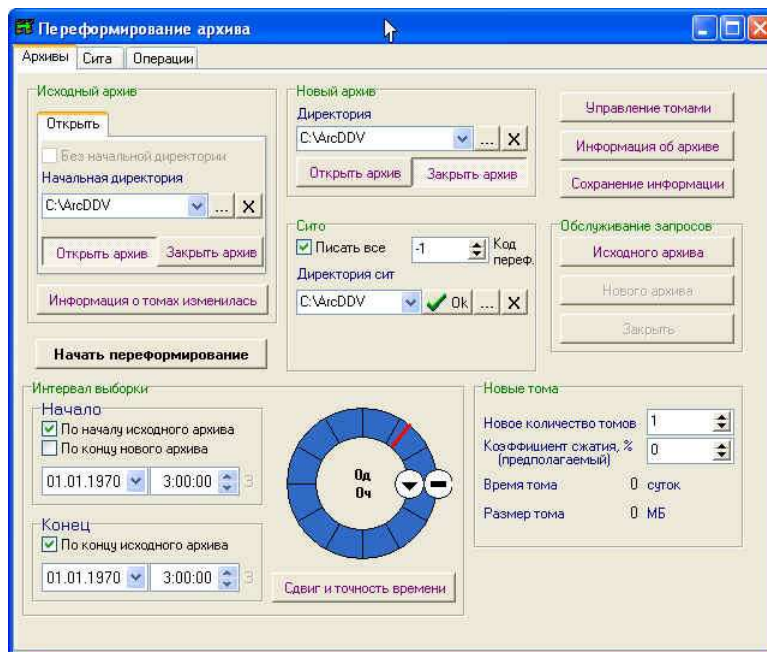 Переформирование архива
Архивы Сита Операции
Исходный архив
Открыть
Без начальной директории
Начальная директория
C:\ArcDDV ... X
Открыть архив Закрыть архив
Информация о томах изменилась
Начать переформирование
Новый архив
Директория
C:\ArcDDV ... X
Открыть архив Закрыть архив
Сито
Писать все -1 Код переф.
Директория сит
C:\ArcDDV Ok ... X
Управление томами
Информация об архиве
Сохранение информации
Обслуживание запросов
Исходного архива
Нового архива
Закрыть
Интервал выборки
Начало
По началу исходного архива
По концу нового архива
01.01.1970 3:00:00 З
Конец
По концу исходного архива
01.01.1970 3:00:00 З
0д
0ч
Сдвиг и точность времени
Новые тома
Новое количество томов 1
Коэффициент сжатия, % 0
(предполагаемый)
Время тома 0 суток
Размер тома 0 МБ